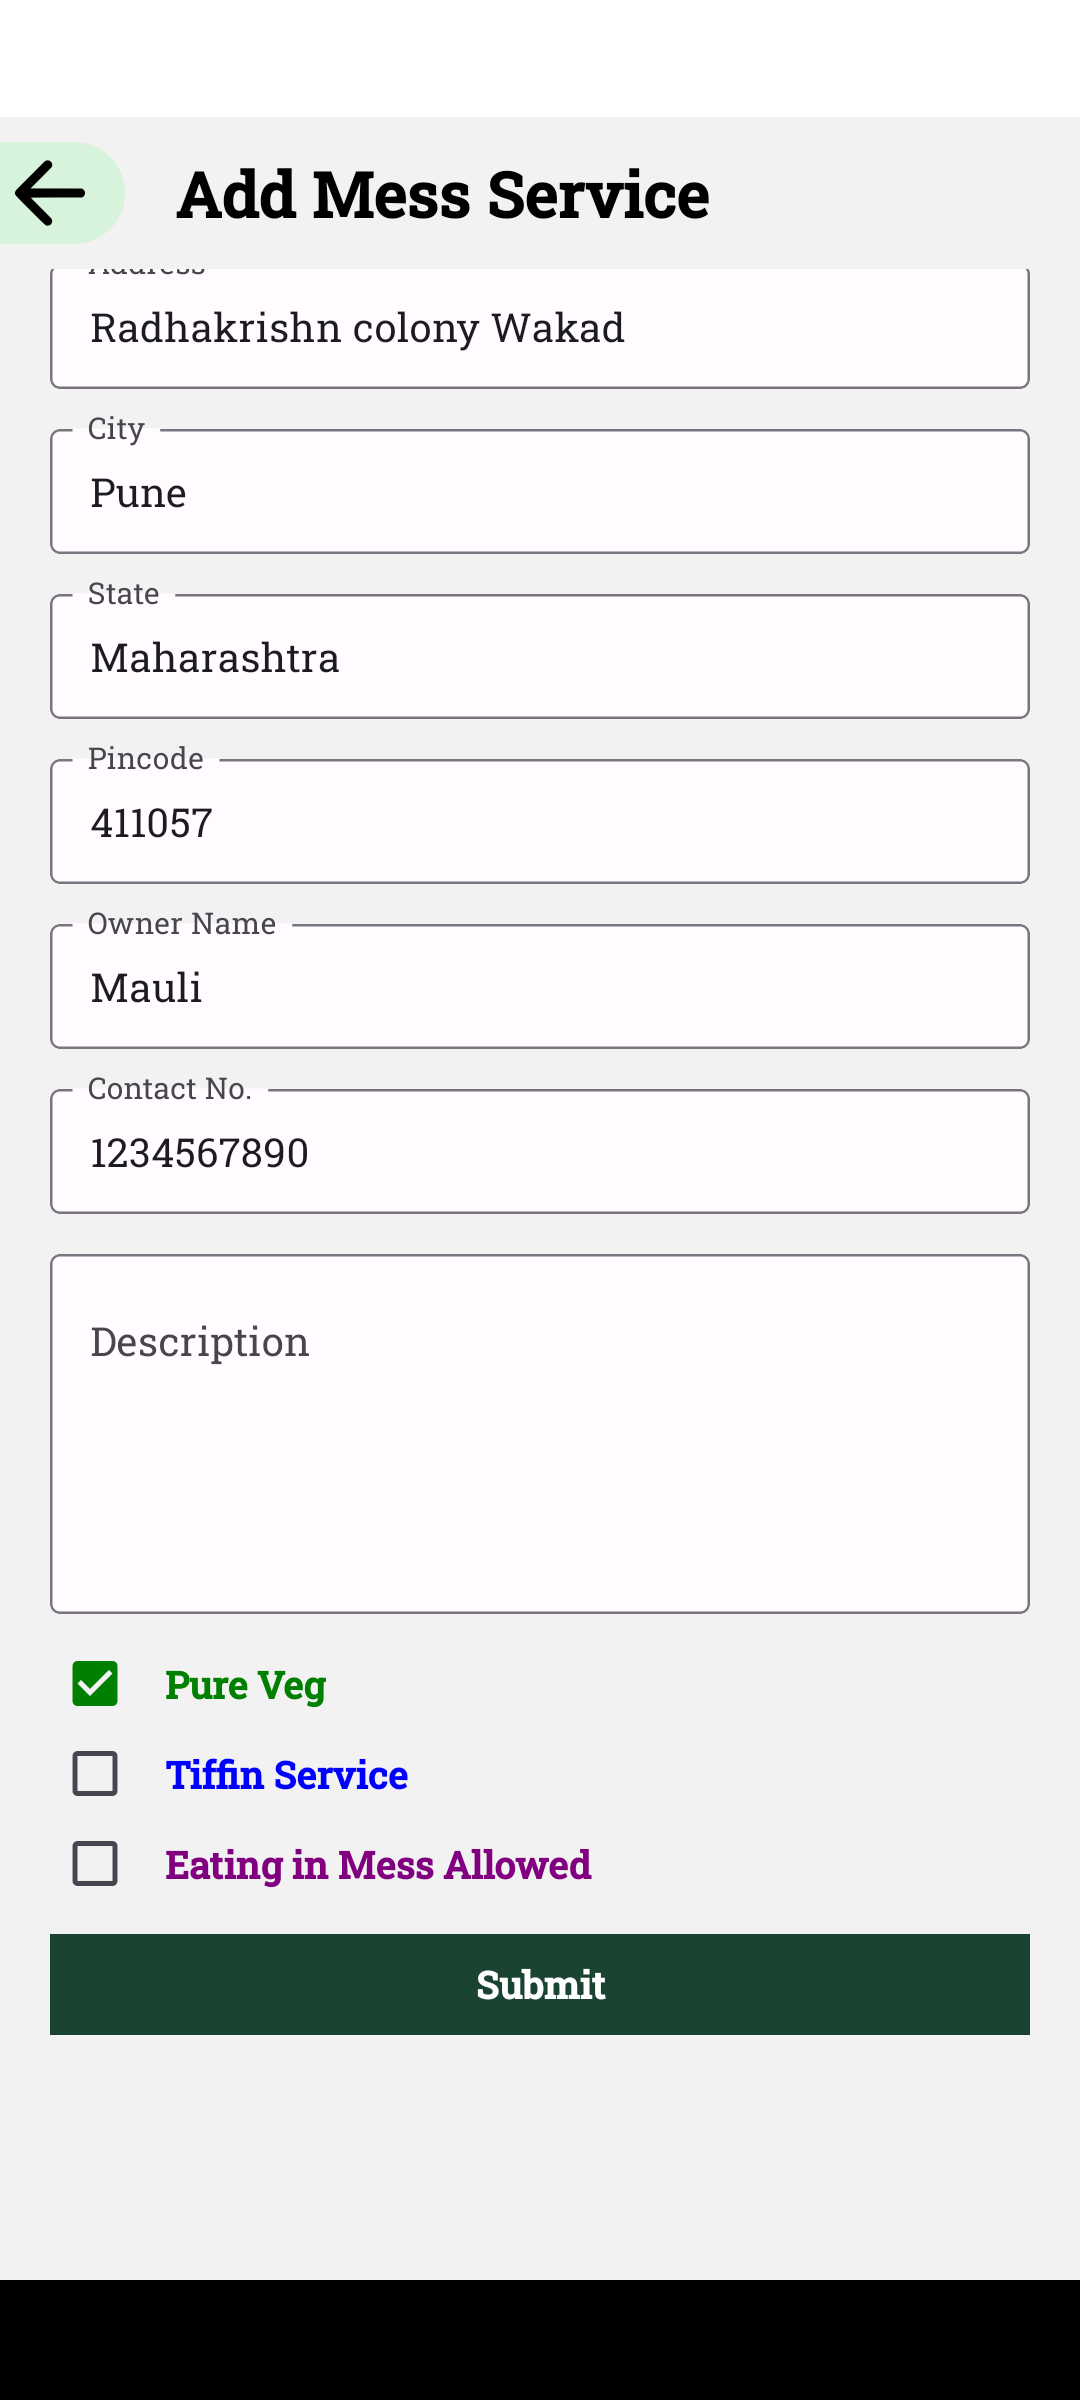 Add Mess Service
Address
Radhakrishn colony Wakad
City
Pune
State
Maharashtra
Pincode
411057
Owner Name
Mauli
Contact No.
1234567890
Description
Pure Veg
Tiffin Service
Eating in Mess Allowed
Submit